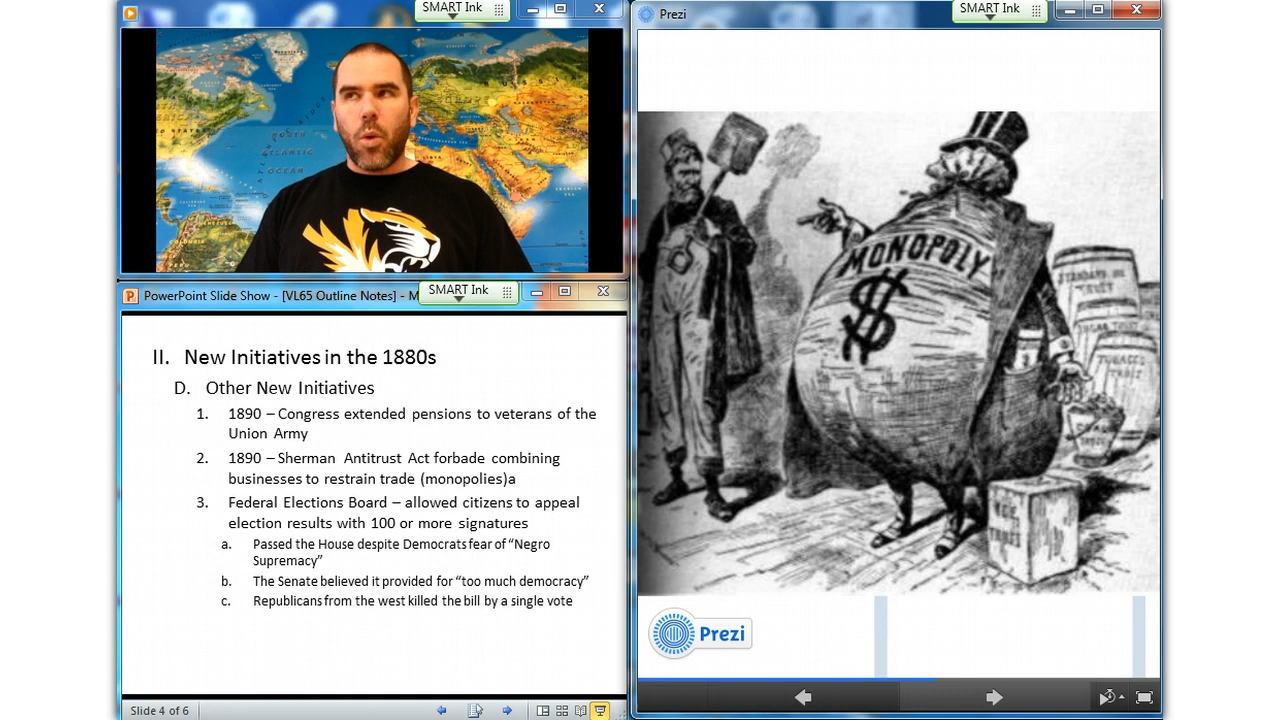 SMART Ink
NORTH
ATLANTIC
OCEAN
PowerPoint Slide Show - [VL65 Outline Notes] - M
SMART Ink
II. New Initiatives in the 1880s
D. Other New Initiatives
1. 1890 – Congress extended pensions to veterans of the
Union Army
2. 1890 – Sherman Antitrust Act forbade combining
businesses to restrain trade (monopolies)a
3. Federal Elections Board – allowed citizens to appeal
election results with 100 or more signatures
a. Passed the House despite Democrats fear of “Negro
Supremacy”
b. The Senate believed it provided for “too much democracy”
c. Republicans from the west killed the bill by a single vote
Slide 4 of 6
Prezi
SMART Ink
MONOPOLY
$
STANDARD OIL
TRUST
SUGAR TRUST
TOBACCO
TRUST
Prezi